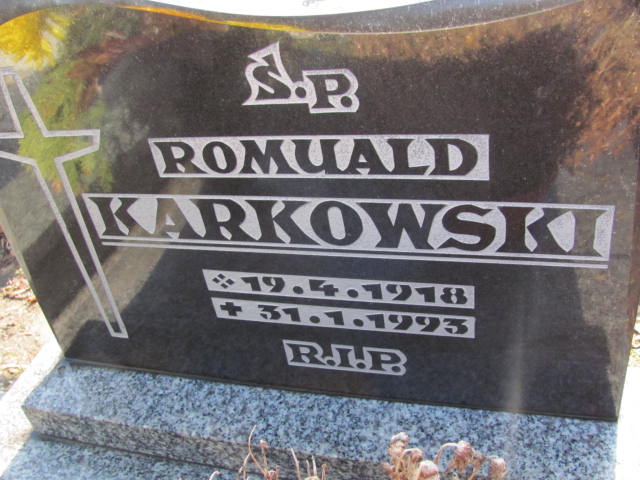 Ś.P.
ROMUALD
KARKOWSKI
19.4.1918
31.1.1993
R.I.P.